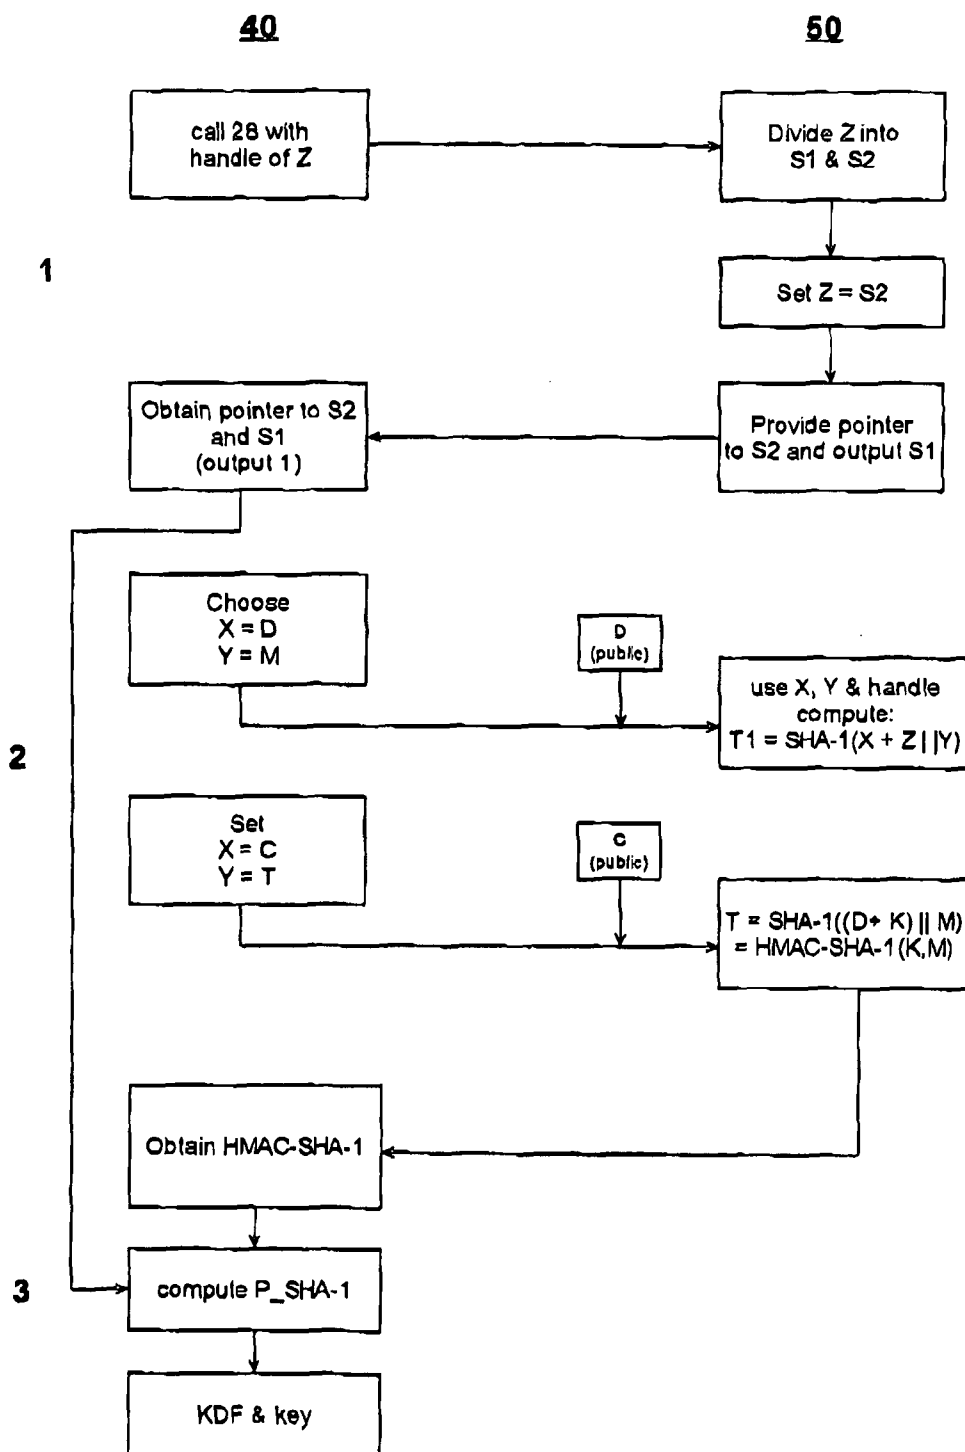 40
50
call 28 with
handle of Z
Divide Z into
S1 & S2
1
Set Z = S2
Obtain pointer to S2
and S1
(output 1)
Provide pointer
to S2 and output S1
Choose
X = D
Y = M
D
(public)
use X, Y & handle
compute:
T1 = SHA-1(X + Z||Y)
2
Set
X = C
Y = T
C
(public)
T = SHA-1((D+ K) || M)
= HMAC-SHA-1(K,M)
Obtain HMAC-SHA-1
3
compute P_SHA-1
KDF & key